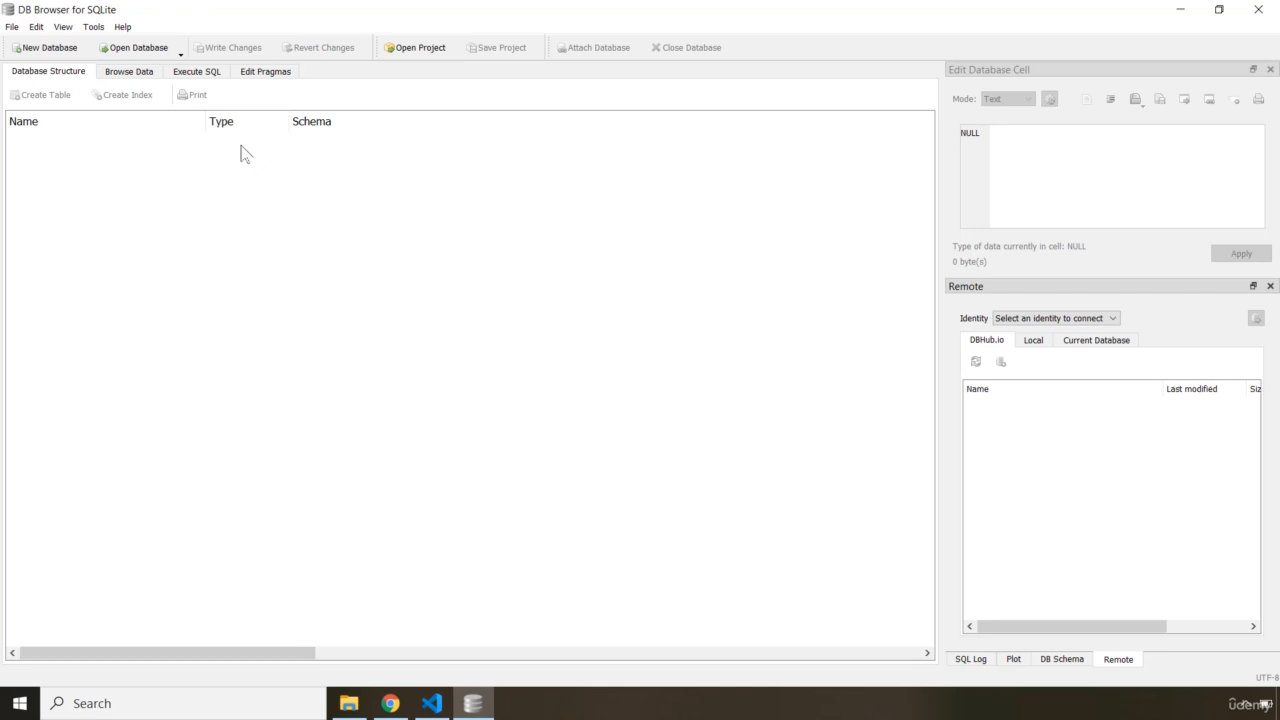 DB Browser for SQLite
File Edit View Tools Help
New Database Open Database Write Changes Revert Changes Open Project Save Project Attach Database Close Database
Database Structure Browse Data Execute SQL Edit Pragmas
Create Table Create Index Print
Name Type Schema
Edit Database Cell
Mode: Text
NULL
Type of data currently in cell: NULL
0 byte(s)
Apply
Remote
Identity Select an identity to connect
DBHub.io Local Current Database
Name Last modified Siz
SQL Log Plot DB Schema Remote
UTF-8
Search
udemy